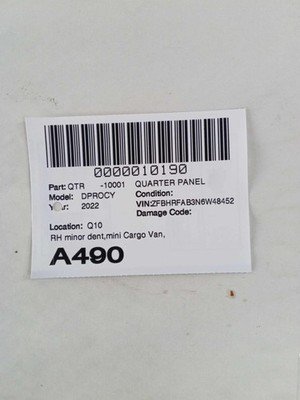 0000010190
Part: QTR -10001 QUARTER PANEL
Model: DPROCY Condition:
Year: 2022 VIN:ZFBHRFAB3N6W48452
Damage Code:
Location: Q10
RH minor dent,mini Cargo Van,
A490